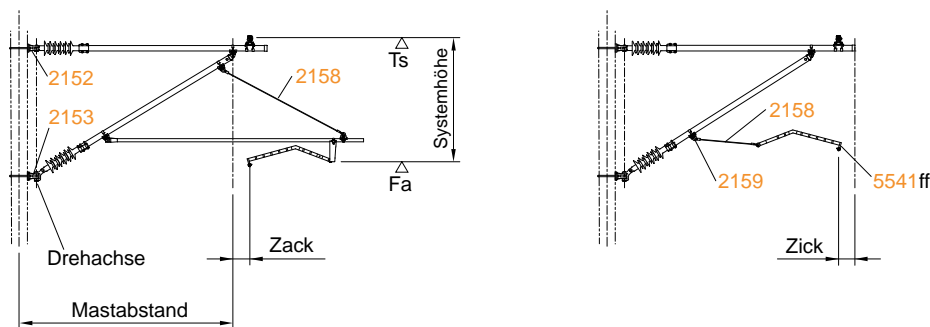 2152
2153
2158
Ts
Systemhöhe
Fa
Drehachse
Zack
Mastabstand
2158
2159
5541ff
Zick